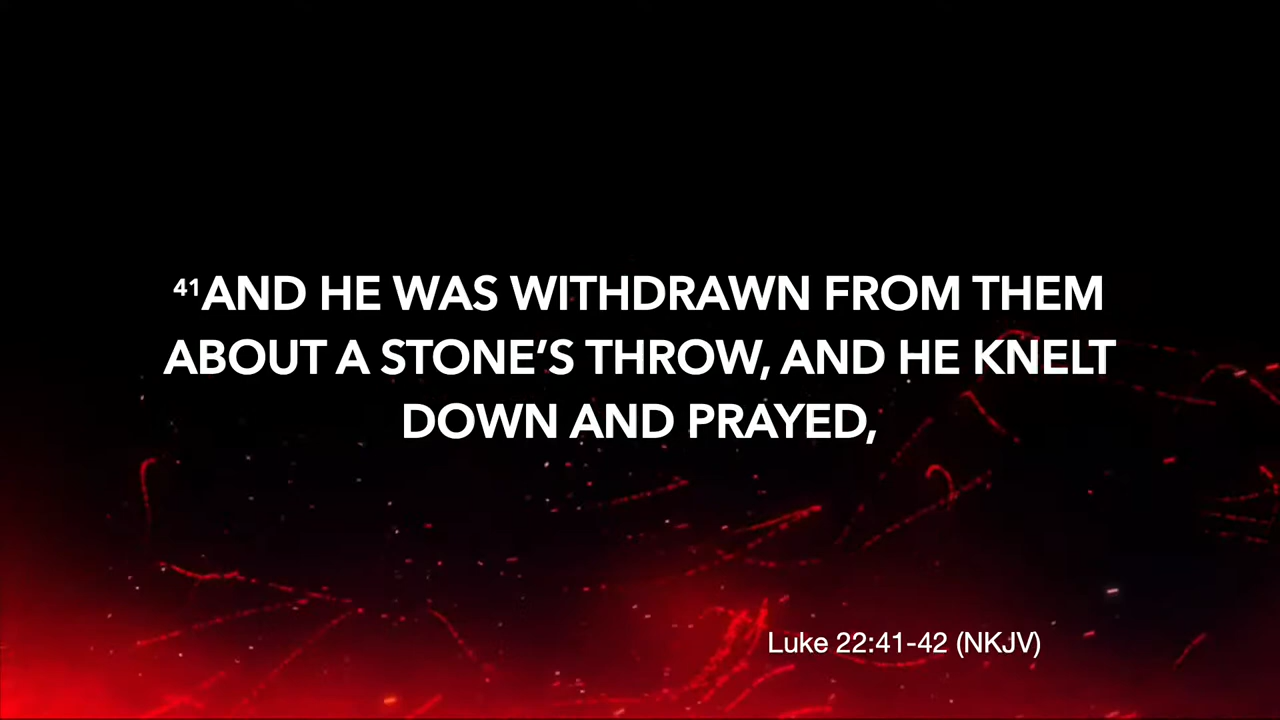 ⁴¹AND HE WAS WITHDRAWN FROM THEM
ABOUT A STONE’S THROW, AND HE KNELT
DOWN AND PRAYED,
Luke 22:41-42 (NKJV)